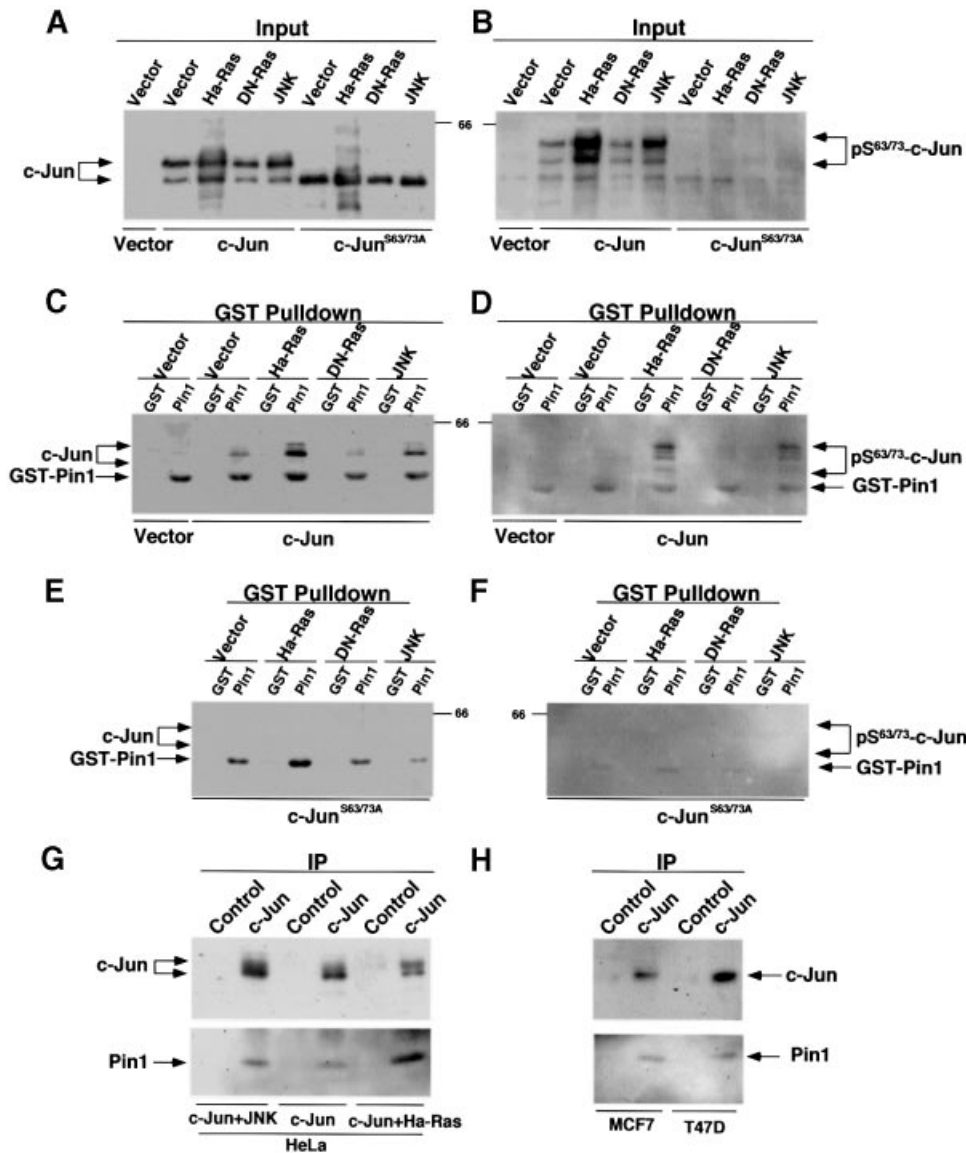 A
Input
Vector Vector Ha-Ras DN-Ras JNK Vector Ha-Ras DN-Ras JNK
66
c-Jun
Vector c-Jun c-Jun^S63/73A
B
Input
Vector Vector Ha-Ras DN-Ras JNK Vector Ha-Ras DN-Ras JNK
pS^63/73-c-Jun
Vector c-Jun c-Jun^S63/73A
C
GST Pulldown
Vector Vector Ha-Ras DN-Ras JNK
GST Pin1 GST Pin1 GST Pin1 GST Pin1 GST Pin1
66
c-Jun
GST-Pin1
Vector c-Jun
D
GST Pulldown
Vector Vector Ha-Ras DN-Ras JNK
GST Pin1 GST Pin1 GST Pin1 GST Pin1 GST Pin1
pS^63/73-c-Jun
GST-Pin1
Vector c-Jun
E
GST Pulldown
Vector Ha-Ras DN-Ras JNK
GST Pin1 GST Pin1 GST Pin1 GST Pin1
66
c-Jun
GST-Pin1
c-Jun^S63/73A
F
GST Pulldown
Vector Ha-Ras DN-Ras JNK
GST Pin1 GST Pin1 GST Pin1 GST Pin1
66
pS^63/73-c-Jun
GST-Pin1
c-Jun^S63/73A
G
IP
Control c-Jun Control c-Jun Control c-Jun
c-Jun
Pin1
c-Jun+JNK c-Jun c-Jun+Ha-Ras
HeLa
H
IP
Control c-Jun Control c-Jun
c-Jun
Pin1
MCF7 T47D